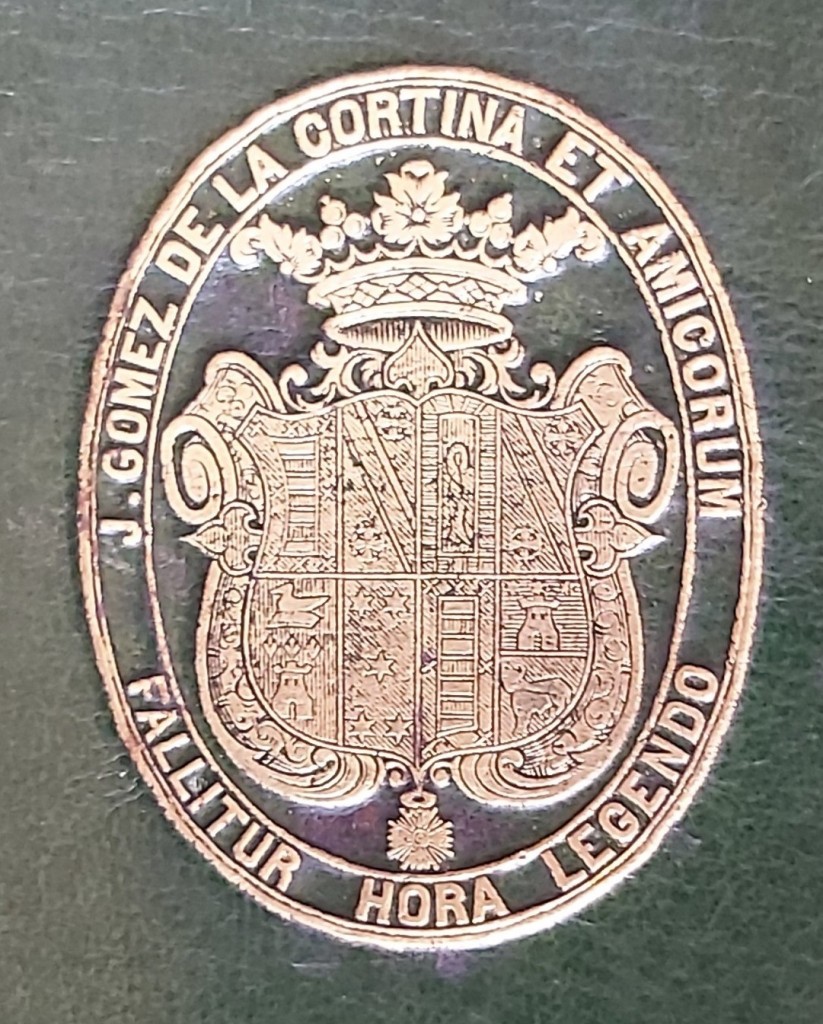 J. GOMEZ DE LA CORTINA ET AMICORUM
FALLITUR HORA LEGENDO